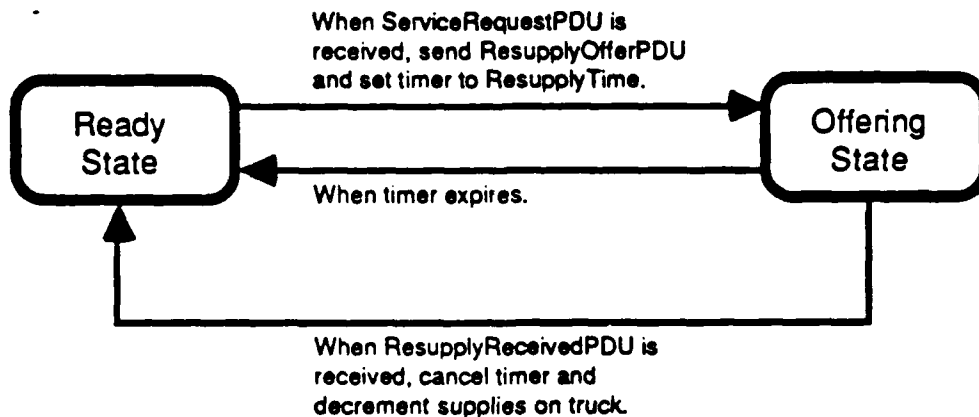 When ServiceRequestPDU is
received, send ResupplyOfferPDU
and set timer to ResupplyTime.
Ready
State
Offering
State
When timer expires.
When ResupplyReceivedPDU is
received, cancel timer and
decrement supplies on truck.